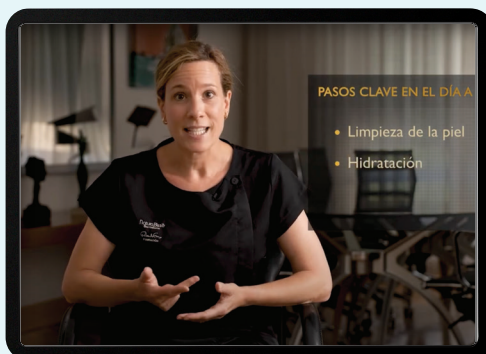 PASOS CLAVE EN EL DÍA A
• Limpieza de la piel
• Hidratación